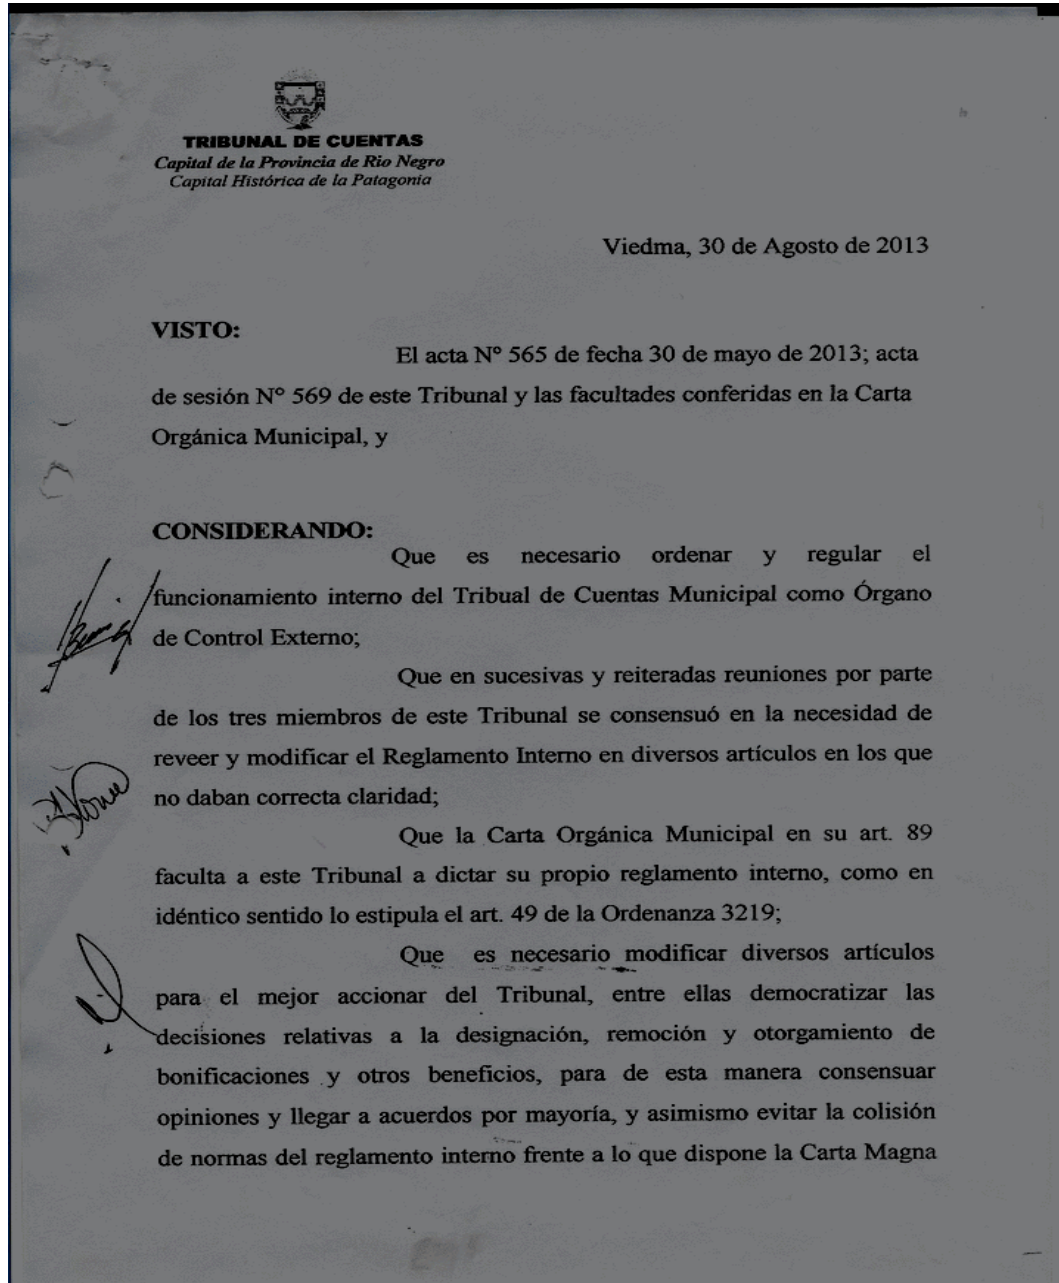 TRIBUNAL DE CUENTAS
Capital de la Provincia de Rio Negro
Capital Histórica de la Patagonia
Viedma, 30 de Agosto de 2013
VISTO:
El acta Nº 565 de fecha 30 de mayo de 2013; acta
de sesión Nº 569 de este Tribunal y las facultades conferidas en la Carta
Orgánica Municipal, y
CONSIDERANDO:
Que es necesario ordenar y regular el
funcionamiento interno del Tribual de Cuentas Municipal como Órgano
de Control Externo;
Que en sucesivas y reiteradas reuniones por parte
de los tres miembros de este Tribunal se consensuó en la necesidad de
reveer y modificar el Reglamento Interno en diversos artículos en los que
no daban correcta claridad;
Que la Carta Orgánica Municipal en su art. 89
faculta a este Tribunal a dictar su propio reglamento interno, como en
idéntico sentido lo estipula el art. 49 de la Ordenanza 3219;
Que es necesario modificar diversos artículos
para el mejor accionar del Tribunal, entre ellas democratizar las
decisiones relativas a la designación, remoción y otorgamiento de
bonificaciones y otros beneficios, para de esta manera consensuar
opiniones y llegar a acuerdos por mayoría, y asimismo evitar la colisión
de normas del reglamento interno frente a lo que dispone la Carta Magna